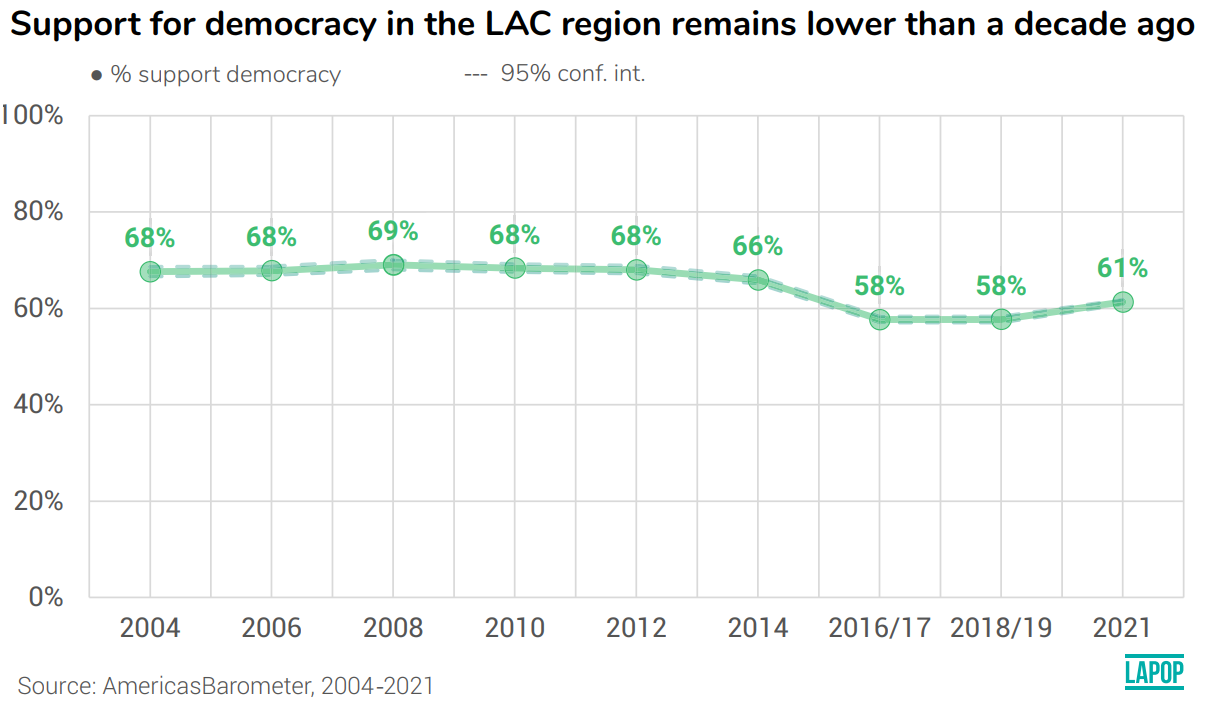 Support for democracy in the LAC region remains lower than a decade ago
● % support democracy --- 95% conf. int.
100%
80%
68% 68% 69% 68% 68% 66% 58% 58% 61%
60%
40%
20%
0%
2004 2006 2008 2010 2012 2014 2016/17 2018/19 2021
Source: AmericasBarometer, 2004-2021
LAPOP